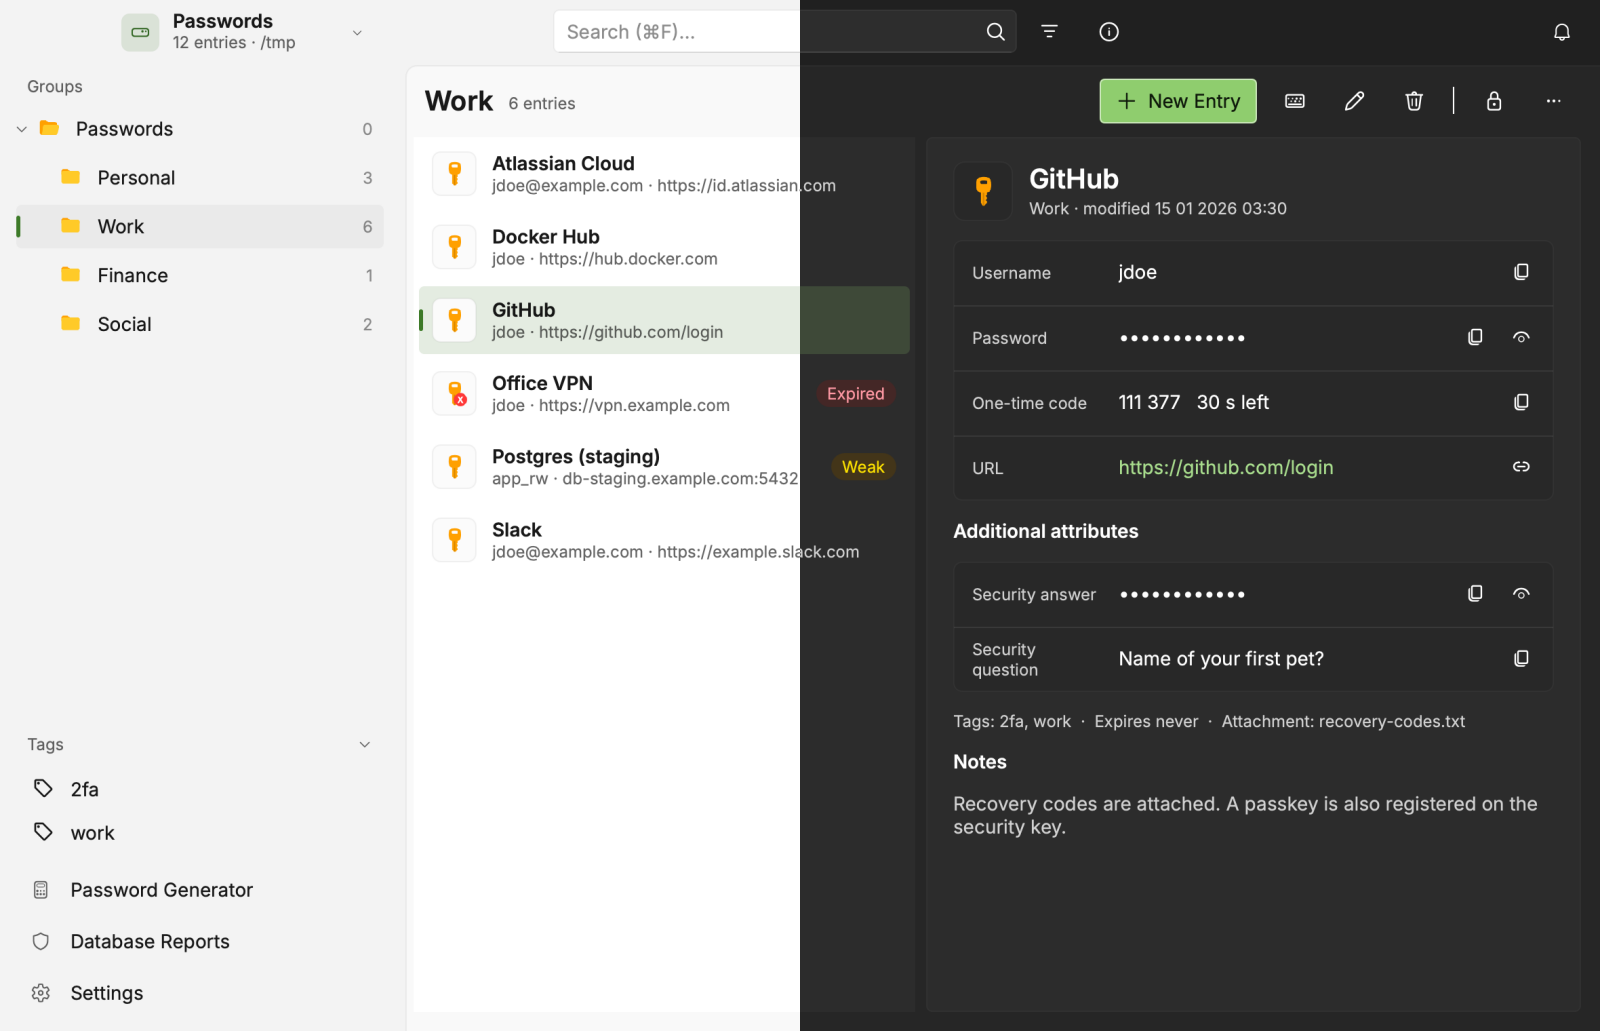 Passwords
12 entries · /tmp
Search (⌘F)...
Groups
Passwords 0
Personal 3
Work 6
Finance 1
Social 2
Tags
2fa
work
Password Generator
Database Reports
Settings
Work 6 entries
New Entry
Atlassian Cloud
jdoe@example.com · https://id.atlassian.com
Docker Hub
jdoe · https://hub.docker.com
GitHub
jdoe · https://github.com/login
Office VPN
jdoe · https://vpn.example.com
Expired
Postgres (staging)
app_rw · db-staging.example.com:5432
Weak
Slack
jdoe@example.com · https://example.slack.com
GitHub
Work · modified 15 01 2026 03:30
Username jdoe
Password ••••••••••••
One-time code 111 377 30 s left
URL https://github.com/login
Additional attributes
Security answer ••••••••••••
Security
question
Name of your first pet?
Tags: 2fa, work · Expires never · Attachment: recovery-codes.txt
Notes
Recovery codes are attached. A passkey is also registered on the
security key.